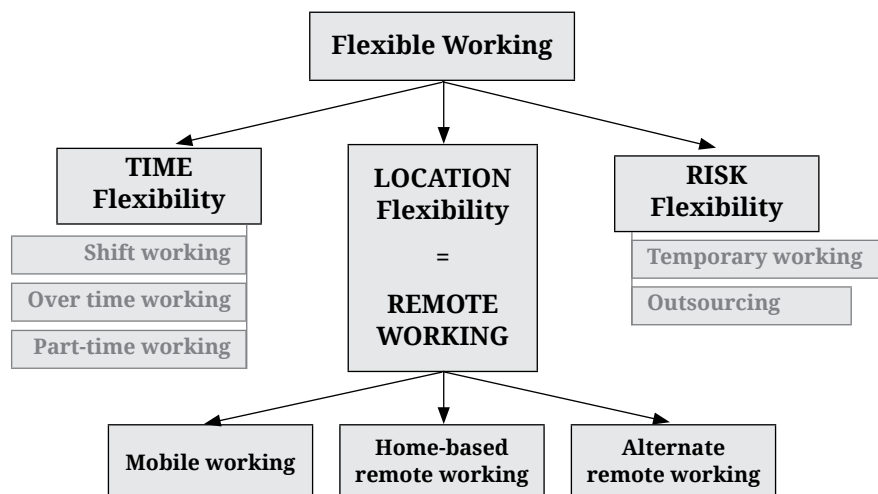 Flexible Working
TIME
Flexibility
Shift working
Over time working
Part-time working
LOCATION
Flexibility
=
REMOTE
WORKING
RISK
Flexibility
Temporary working
Outsourcing
Mobile working
Home-based
remote working
Alternate
remote working